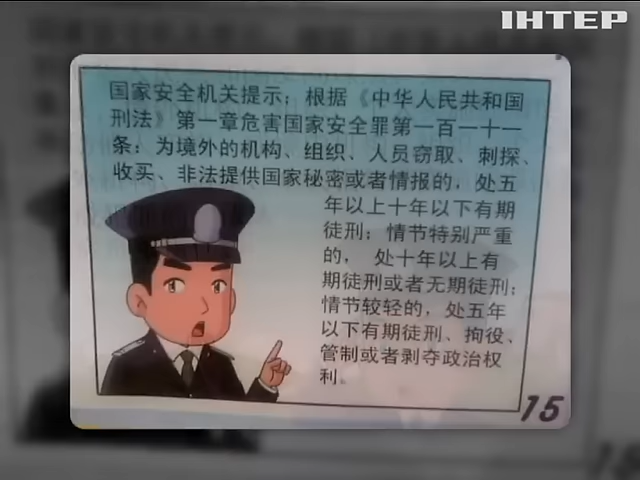 ІНТЕР
国家安全机关提示：根据《中华人民共和国
刑法》第一章危害国家安全罪第一百一十一
条：为境外的机构、组织、人员窃取、刺探、
收买、非法提供国家秘密或者情报的，处五
年以上十年以下有期
徒刑；情节特别严重
的，处十年以上有
期徒刑或者无期徒刑；
情节较轻的，处五年
以下有期徒刑、拘役、
管制或者剥夺政治权
利。
15